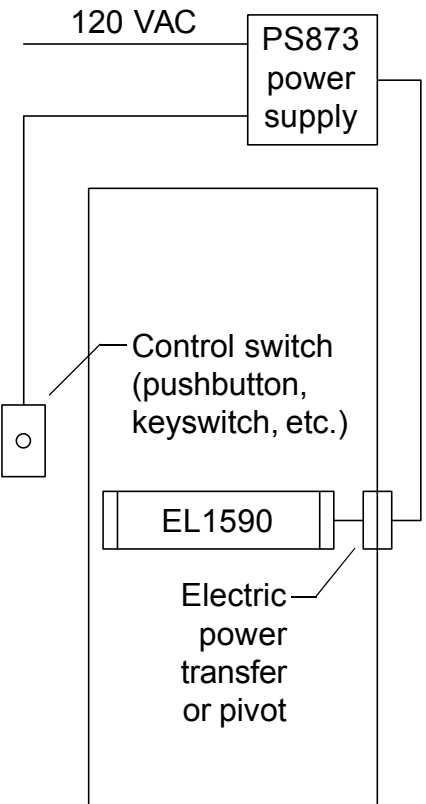 120 VAC
PS873
power
supply
Control switch
(pushbutton,
keyswitch, etc.)
EL1590
Electric
power
transfer
or pivot